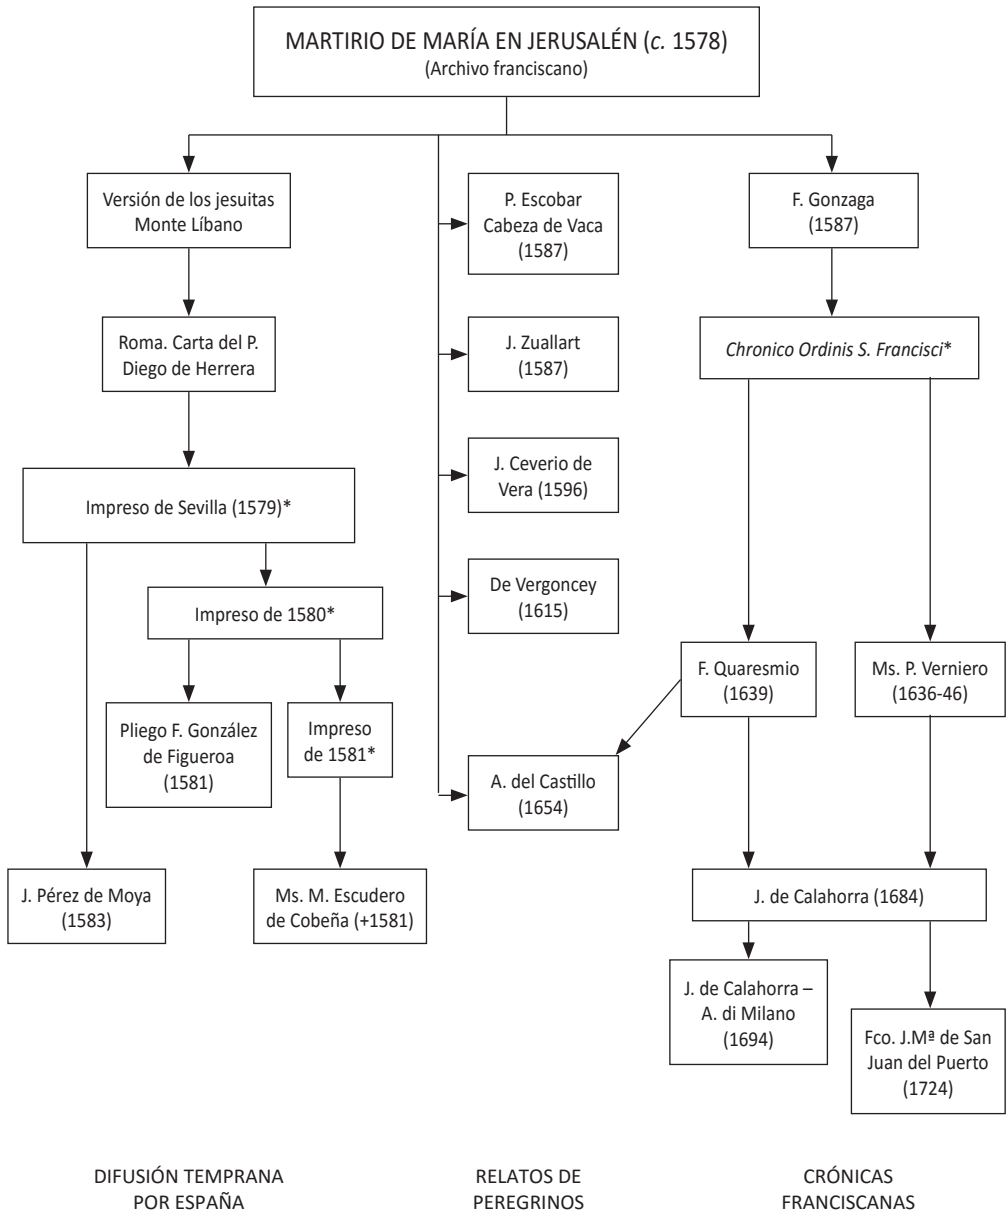 MARTIRIO DE MARÍA EN JERUSALÉN (c. 1578)
(Archivo franciscano)
Versión de los jesuitas
Monte Líbano
P. Escobar
Cabeza de Vaca
(1587)
F. Gonzaga
(1587)
Roma. Carta del P.
Diego de Herrera
J. Zuallart
(1587)
Chronico Ordinis S. Francisci*
Impreso de Sevilla (1579)*
J. Ceverio de
Vera (1596)
Impreso de 1580*
De Vergoncey
(1615)
Pliego F. González
de Figueroa
(1581)
Impreso
de 1581*
F. Quaresmio
(1639)
Ms. P. Verniero
(1636-46)
A. del Castillo
(1654)
J. Pérez de Moya
(1583)
Ms. M. Escudero
de Cobeña (+1581)
J. de Calahorra (1684)
J. de Calahorra –
A. di Milano
(1694)
Fco. J.Mª de San
Juan del Puerto
(1724)
DIFUSIÓN TEMPRANA
POR ESPAÑA
RELATOS DE
PEREGRINOS
CRÓNICAS
FRANCISCANAS